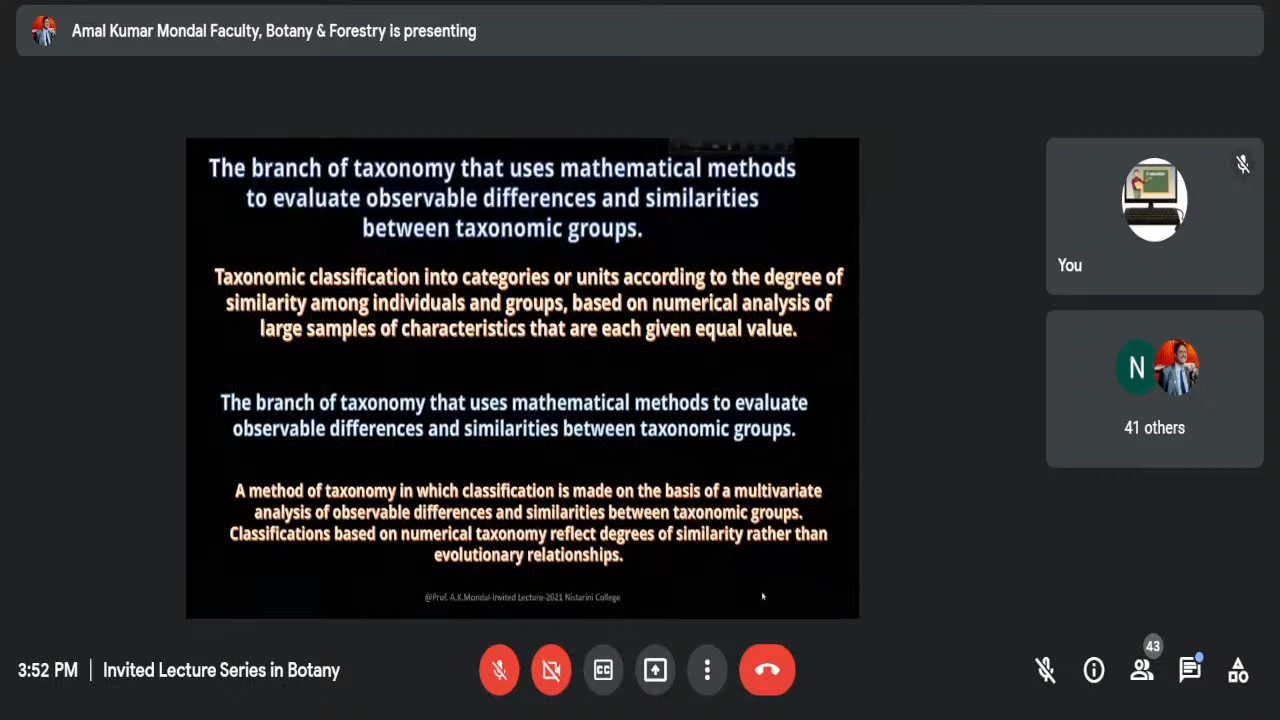 Amal Kumar Mondal Faculty, Botany & Forestry is presenting
The branch of taxonomy that uses mathematical methods
to evaluate observable differences and similarities
between taxonomic groups.
Taxonomic classification into categories or units according to the degree of
similarity among individuals and groups, based on numerical analysis of
large samples of characteristics that are each given equal value.
The branch of taxonomy that uses mathematical methods to evaluate
observable differences and similarities between taxonomic groups.
A method of taxonomy in which classification is made on the basis of a multivariate
analysis of observable differences and similarities between taxonomic groups.
Classifications based on numerical taxonomy reflect degrees of similarity rather than
evolutionary relationships.
@Prof. A.K.Mondal-Invited Lecture-2021 Nistarini College
You
N
41 others
3:52 PM | Invited Lecture Series in Botany
CC
43